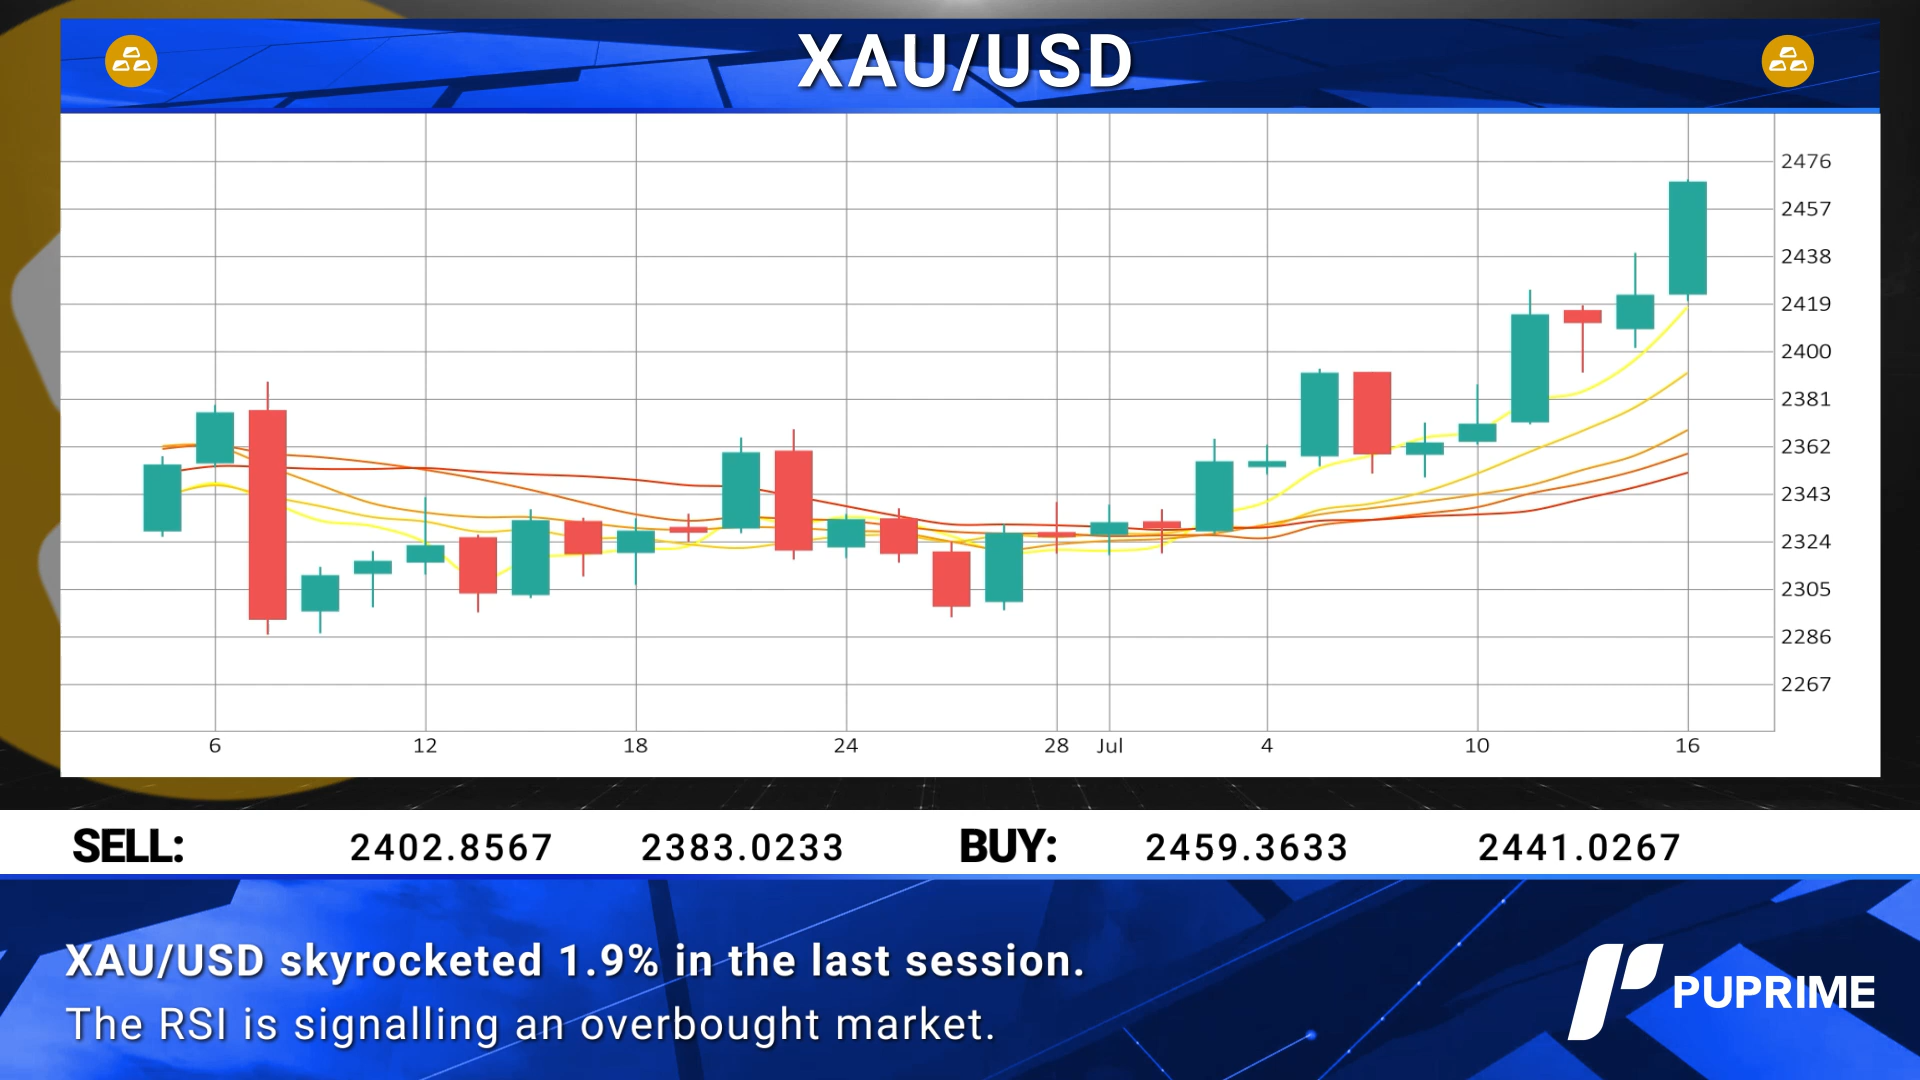 XAU/USD
2476
2457
2438
2419
2400
2381
2362
2343
2324
2305
2286
2267
6 12 18 24 28 Jul 4 10 16
SELL: 2402.8567 2383.0233 BUY: 2459.3633 2441.0267
XAU/USD skyrocketed 1.9% in the last session.
The RSI is signalling an overbought market.
PUPRIME